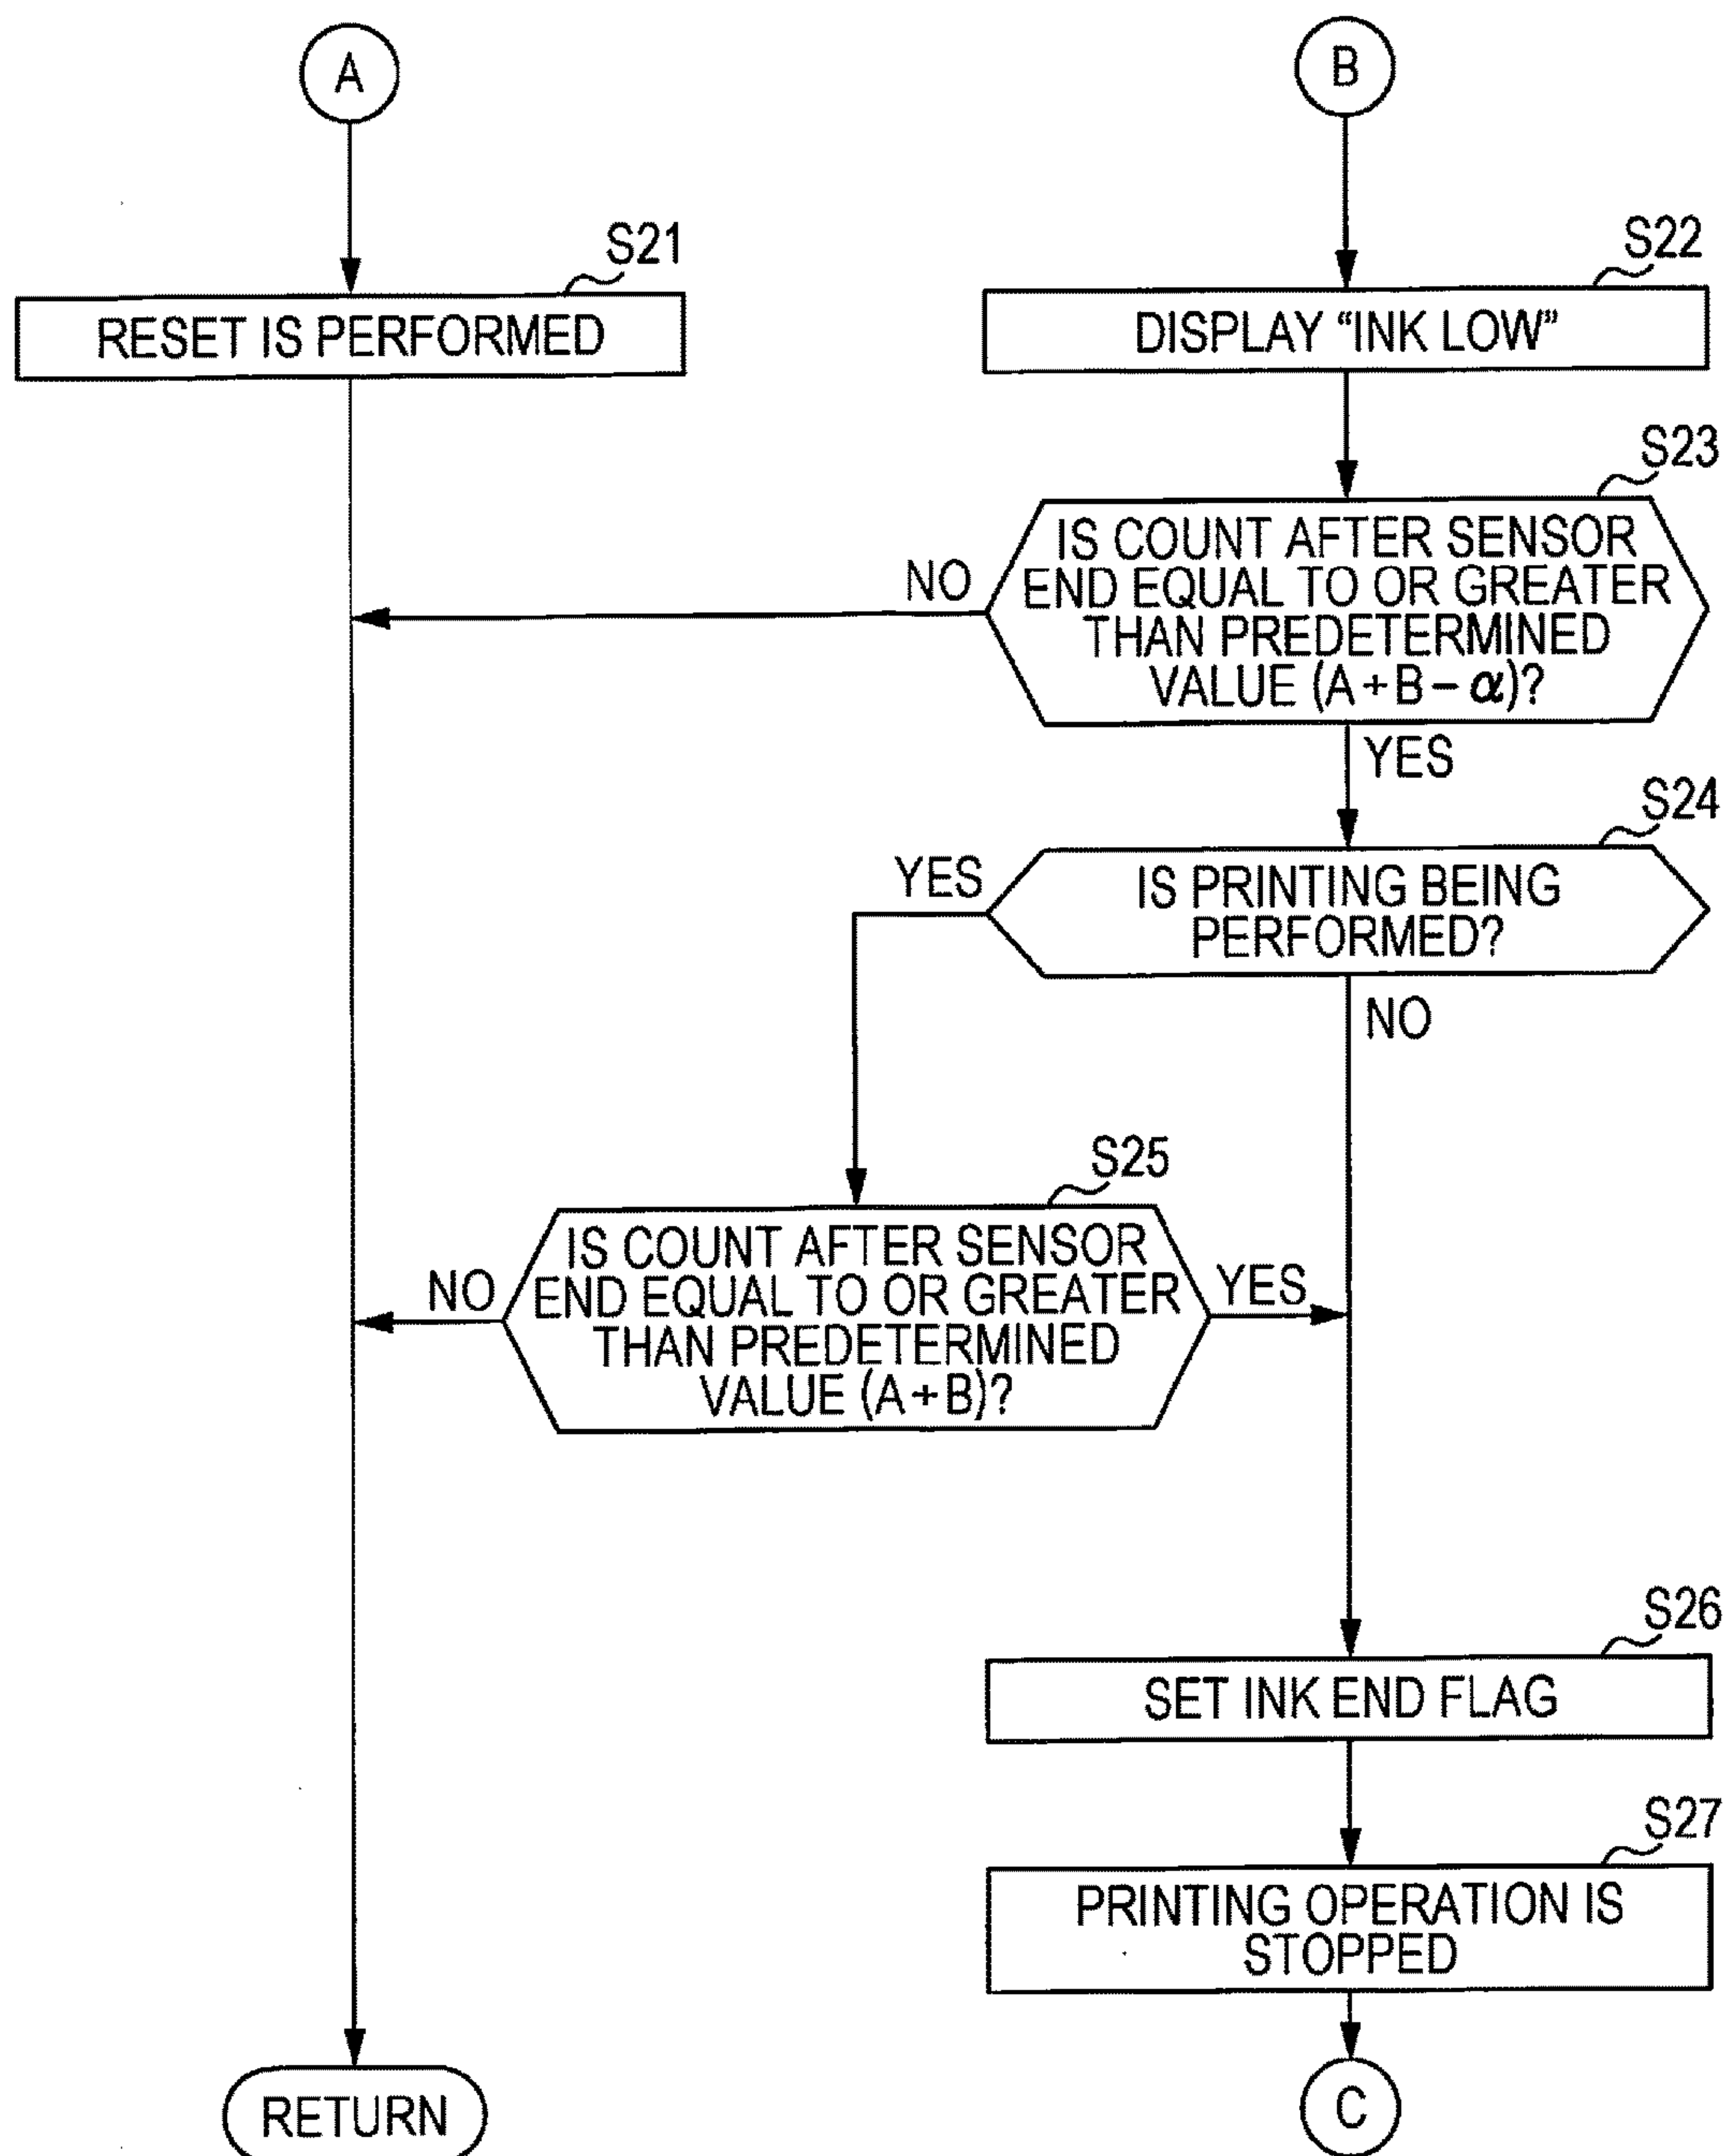 A
B
S21
RESET IS PERFORMED
S22
DISPLAY “INK LOW”
S23
IS COUNT AFTER SENSOR
END EQUAL TO OR GREATER
THAN PREDETERMINED
VALUE (A+B−α)?
NO
YES
S24
IS PRINTING BEING
PERFORMED?
YES
NO
S25
IS COUNT AFTER SENSOR
END EQUAL TO OR GREATER
THAN PREDETERMINED
VALUE (A+B)?
NO
YES
S26
SET INK END FLAG
S27
PRINTING OPERATION IS
STOPPED
RETURN
C